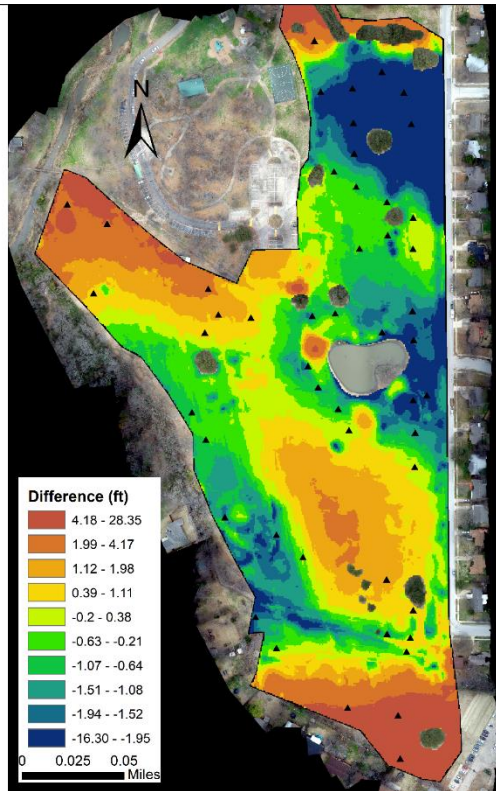 N
Difference (ft)
4.18 - 28.35
1.99 - 4.17
1.12 - 1.98
0.39 - 1.11
-0.2 - 0.38
-0.63 - -0.21
-1.07 - -0.64
-1.51 - -1.08
-1.94 - -1.52
-16.30 - -1.95
0 0.025 0.05
Miles